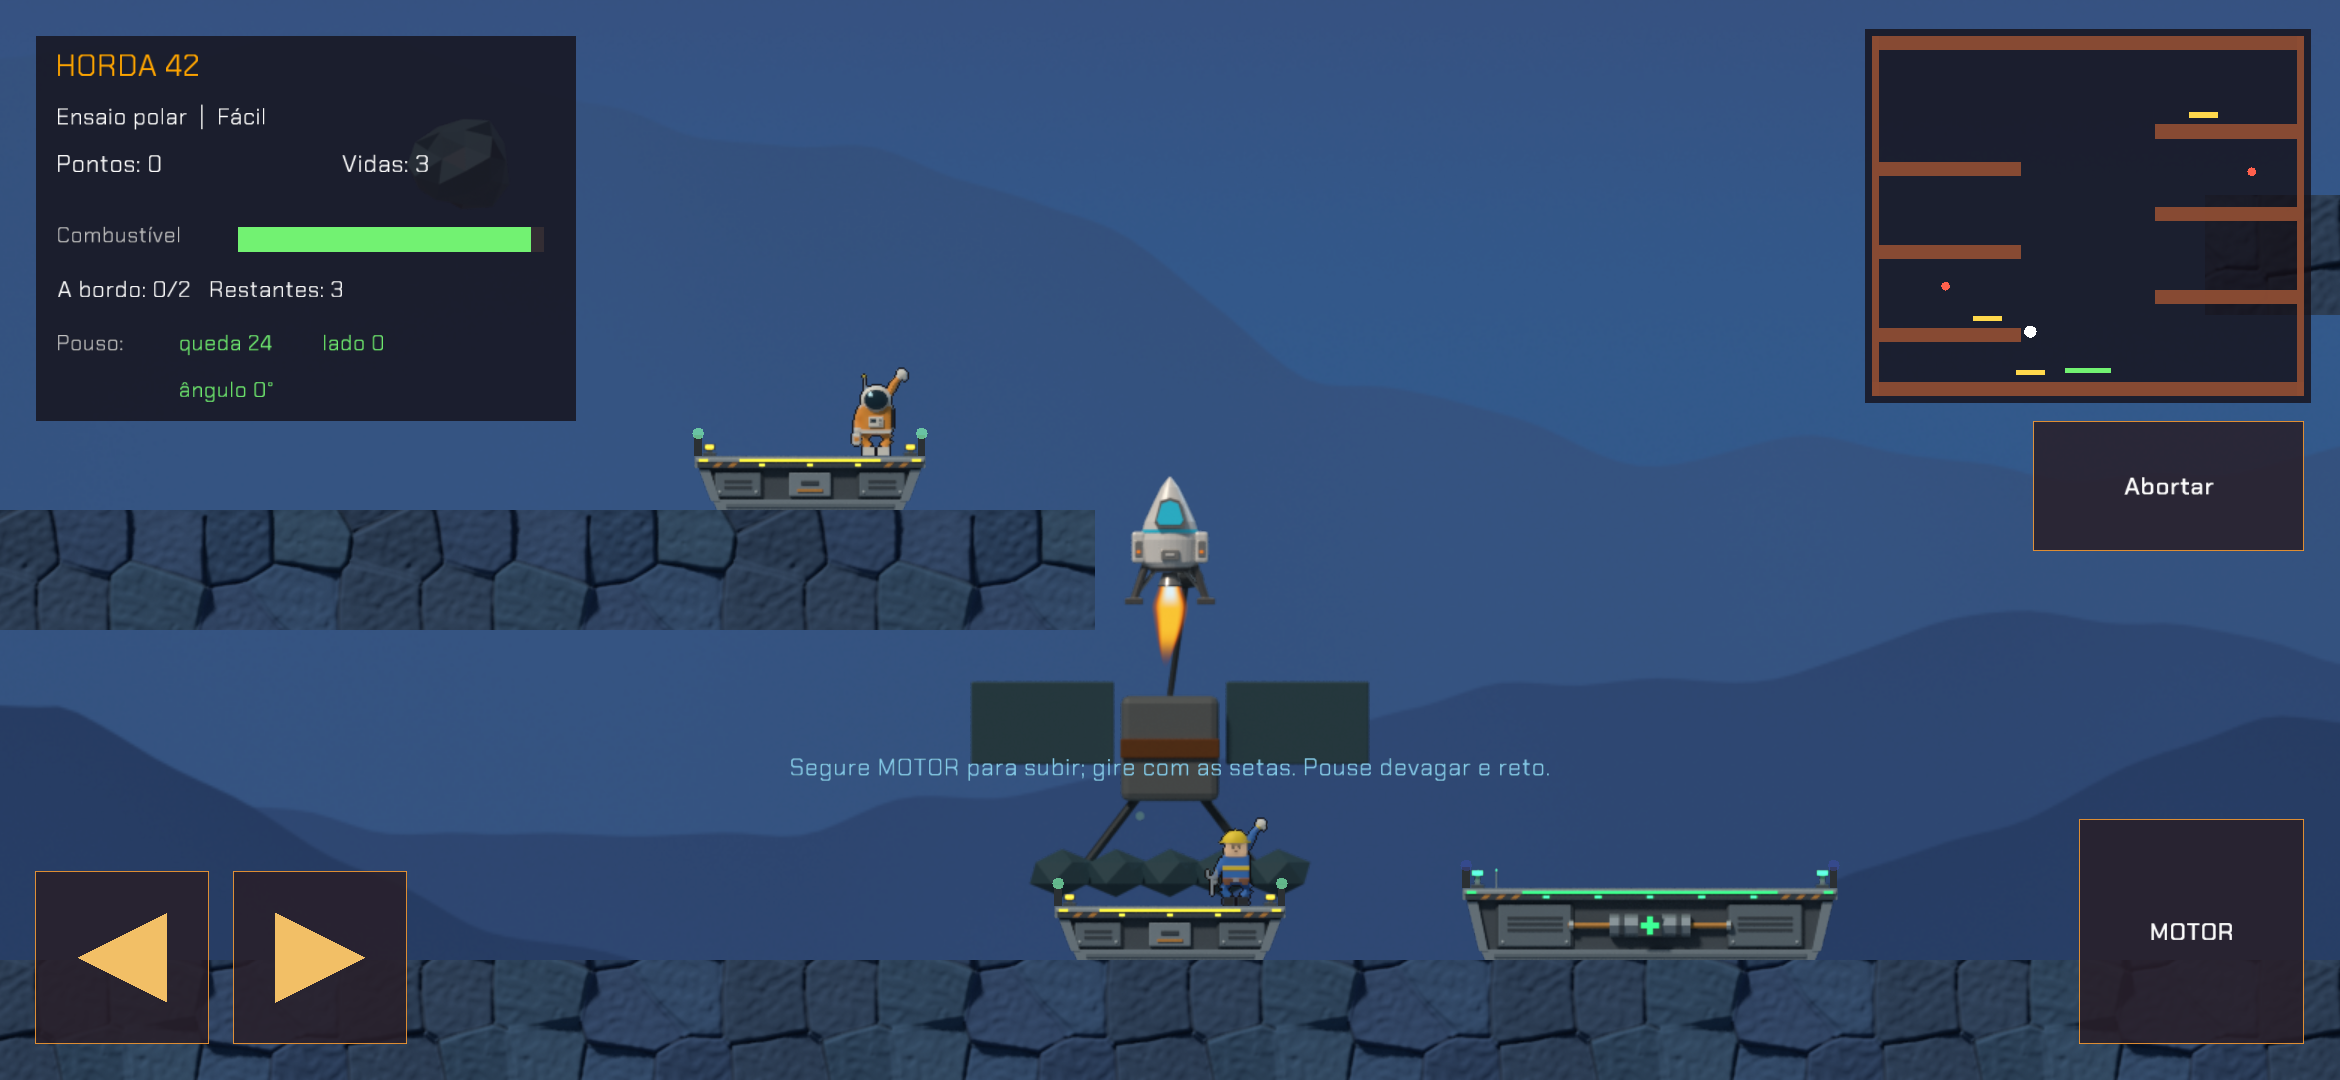 HORDA 42
Ensaio polar | Fácil
Pontos: 0 Vidas: 3
Combustível
A bordo: 0/2 Restantes: 3
Pouso: queda 24 lado 0
ângulo 0°
Abortar
Segure MOTOR para subir; gire com as setas. Pouse devagar e reto.
MOTOR